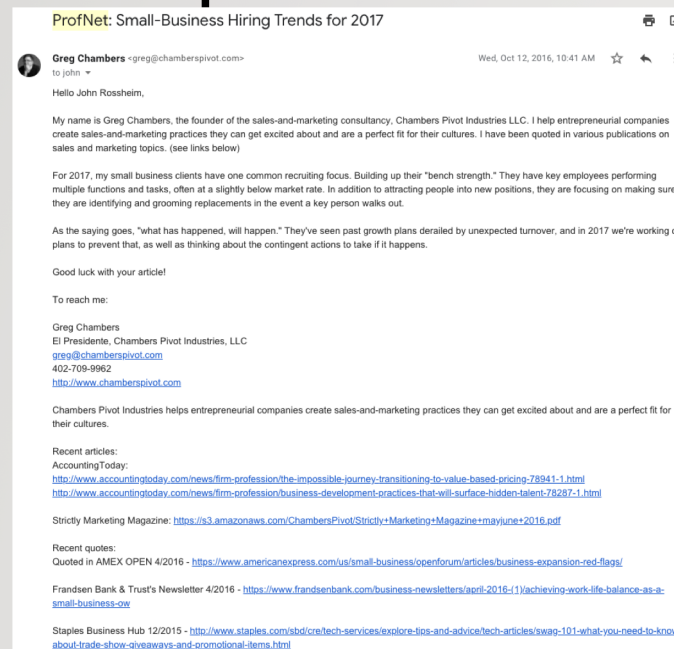 ProfNet: Small-Business Hiring Trends for 2017
Greg Chambers <greg@chamberspivot.com>
Wed, Oct 12, 2016, 10:41 AM
to john
Hello John Rossheim,
My name is Greg Chambers, the founder of the sales-and-marketing consultancy, Chambers Pivot Industries LLC. I help entrepreneurial companies
create sales-and-marketing practices they can get excited about and are a perfect fit for their cultures. I have been quoted in various publications on
sales and marketing topics. (see links below)
For 2017, my small business clients have one common recruiting focus. Building up their "bench strength." They have key employees performing
multiple functions and tasks, often at a slightly below market rate. In addition to attracting people into new positions, they are focusing on making sure
they are identifying and grooming replacements in the event a key person walks out.
As the saying goes, "what has happened, will happen." They've seen past growth plans derailed by unexpected turnover, and in 2017 we're working
plans to prevent that, as well as thinking about the contingent actions to take if it happens.
Good luck with your article!
To reach me:
Greg Chambers
El Presidente, Chambers Pivot Industries, LLC
greg@chamberspivot.com
402-709-9962
http://www.chamberspivot.com
Chambers Pivot Industries helps entrepreneurial companies create sales-and-marketing practices they can get excited about and are a perfect fit for
their cultures.
Recent articles:
AccountingToday:
http://www.accountingtoday.com/news/firm-profession/the-impossible-journey-transitioning-to-value-based-pricing-78941-1.html
http://www.accountingtoday.com/news/firm-profession/business-development-practices-that-will-surface-hidden-talent-78287-1.html
Strictly Marketing Magazine: https://s3.amazonaws.com/ChambersPivot/Strictly+Marketing+Magazine+mayjune+2016.pdf
Recent quotes:
Quoted in AMEX OPEN 4/2016 - https://www.americanexpress.com/us/small-business/openforum/articles/business-expansion-red-flags/
Frandsen Bank & Trust's Newsletter 4/2016 - https://www.frandsenbank.com/business-newsletters/april-2016-(1)/achieving-work-life-balance-as-a-
small-business-ow
Staples Business Hub 12/2015 - http://www.staples.com/sbd/cre/tech-services/explore-tips-and-advice/tech-articles/swag-101-what-you-need-to-know
about-trade-show-giveaways-and-promotional-items.html